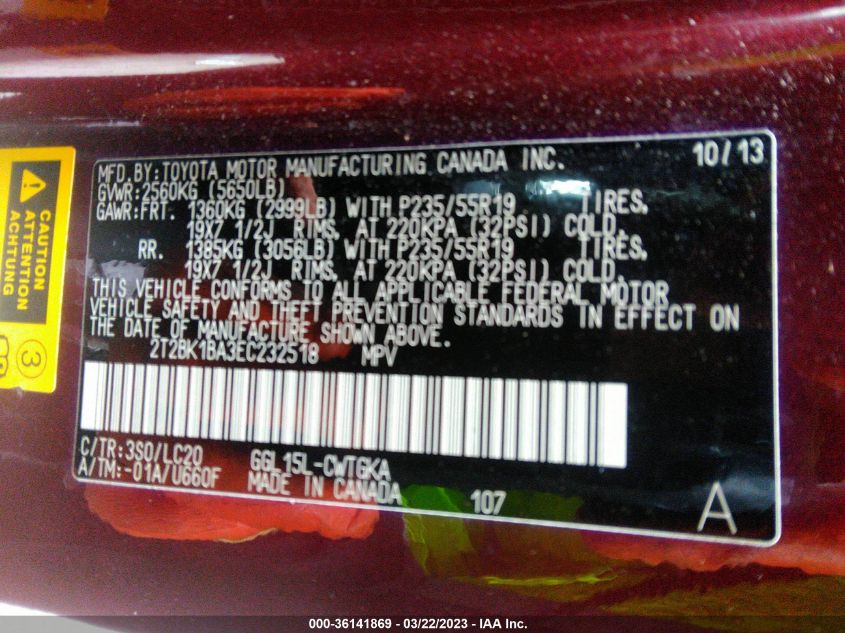 MFD.BY:TOYOTA MOTOR MANUFACTURING CANADA INC. 10/13
GVWR:2560KG (5650LB)
GAWR:FRT. 1360KG (2999LB) WITH P235/55R19 TIRES.
19X7 1/2J RIMS. AT 220KPA (32PSI) COLD.
RR. 1385KG (3056LB) WITH P235/55R19 TIRES.
19X7 1/2J RIMS. AT 220KPA (32PSI) COLD.
THIS VEHICLE CONFORMS TO ALL APPLICABLE FEDERAL MOTOR
VEHICLE SAFETY AND THEFT PREVENTION STANDARDS IN EFFECT ON
THE DATE OF MANUFACTURE SHOWN ABOVE.
2T2BK1BA3EC232518 MPV
C/TR:3S0/LC20 GGL15L-CWTGKA
A/TM:-01A/U660F MADE IN CANADA 107
A
CAUTION
ATTENTION
ACHTUNG
3
000-36141869 - 03/22/2023 - IAA Inc.